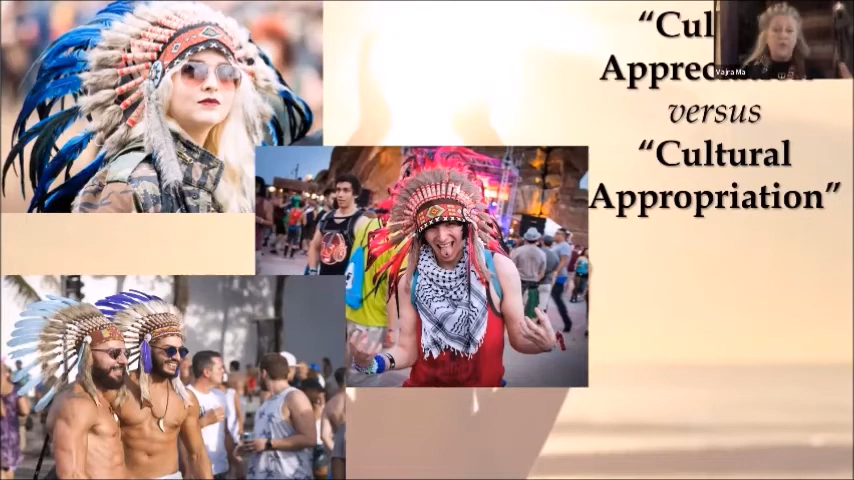 “Cul
Apprec
versus
“Cultural
Appropriation”
Vajra Ma